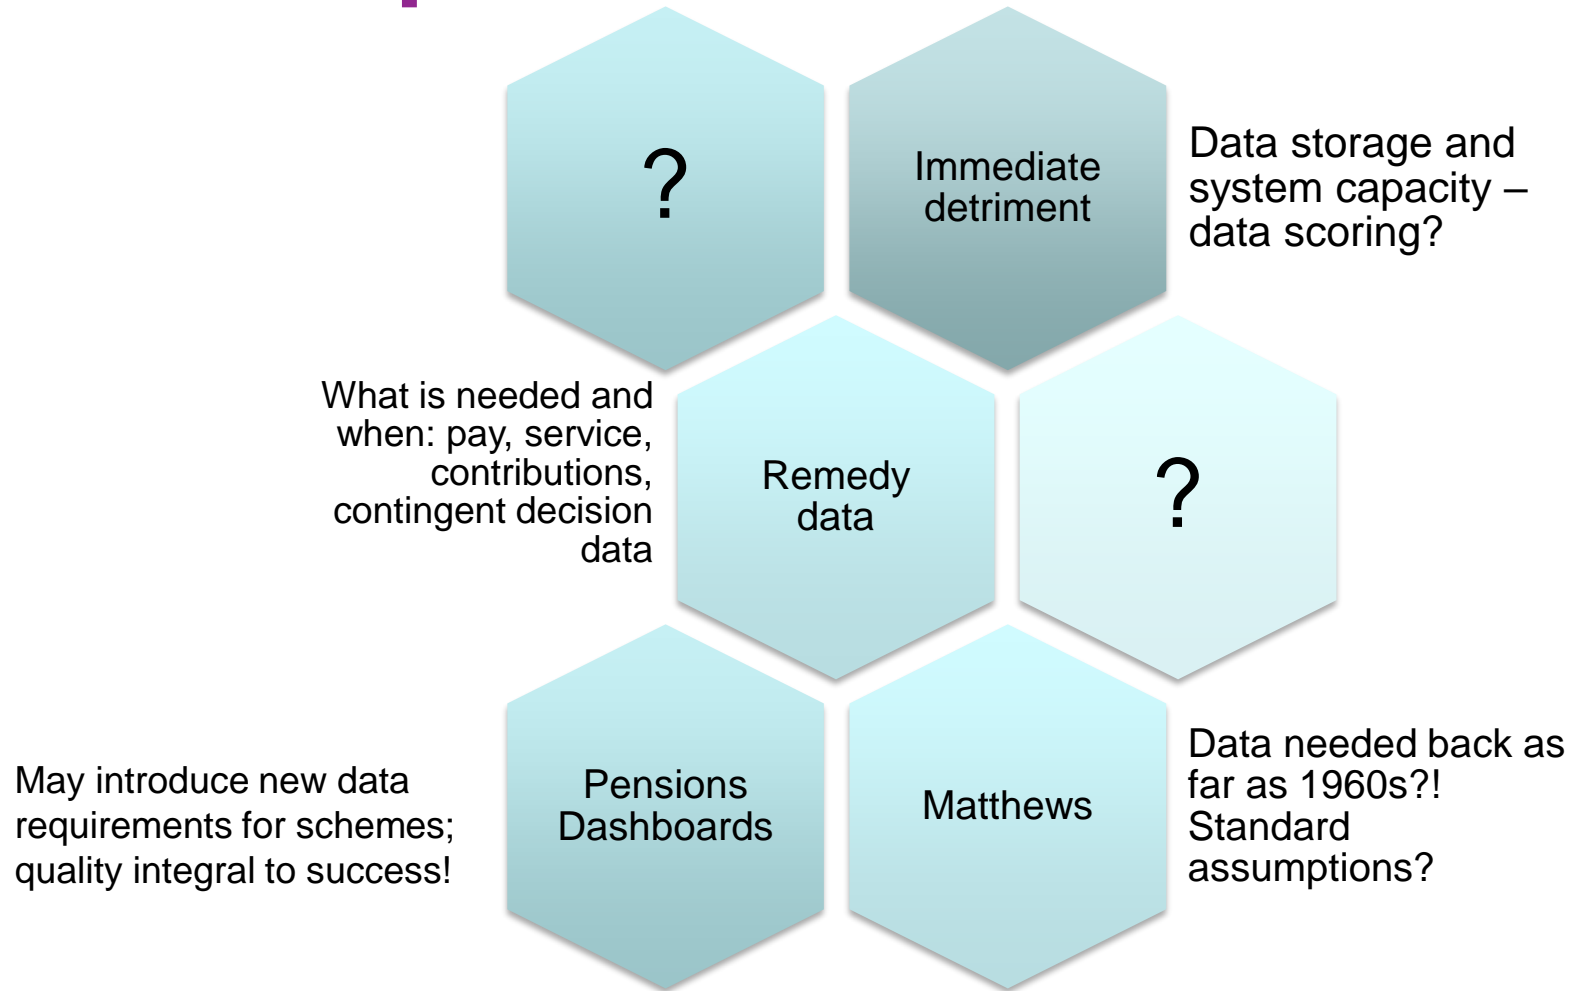 ?
Immediate
detriment
Data storage and
system capacity –
data scoring?
What is needed and
when: pay, service,
contributions,
contingent decision
data
Remedy
data
?
May introduce new data
requirements for schemes;
quality integral to success!
Pensions
Dashboards
Matthews
Data needed back as
far as 1960s?!
Standard
assumptions?